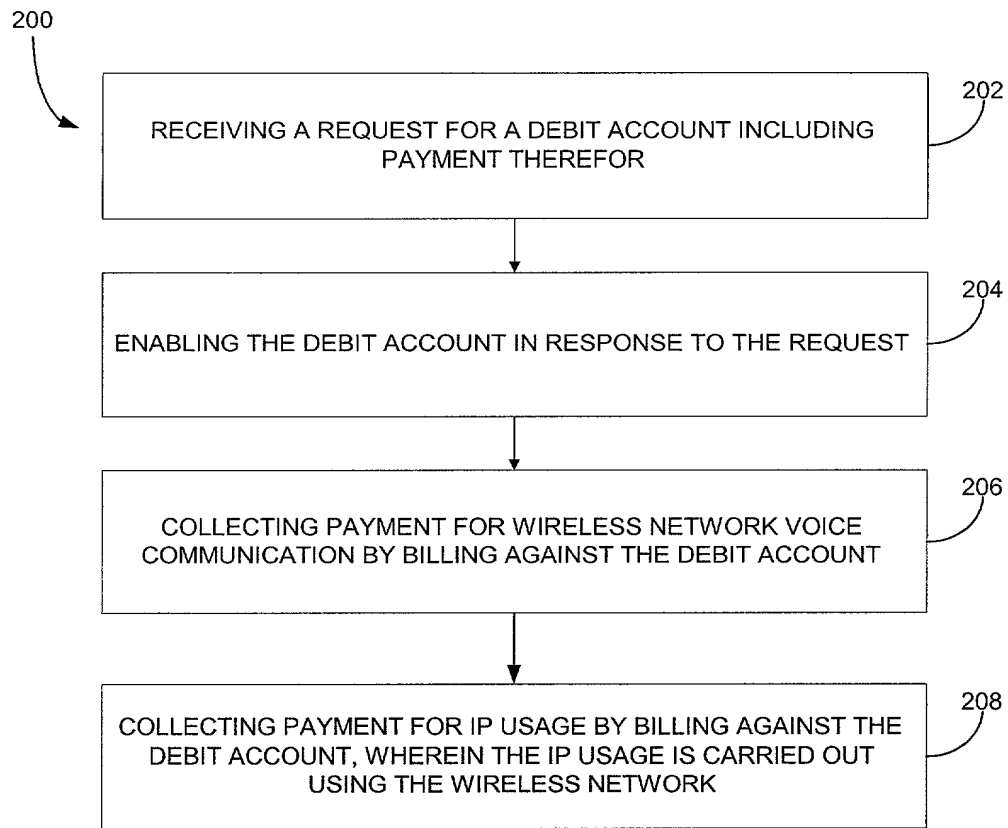 200
202
RECEIVING A REQUEST FOR A DEBIT ACCOUNT INCLUDING
PAYMENT THEREFOR
204
ENABLING THE DEBIT ACCOUNT IN RESPONSE TO THE REQUEST
206
COLLECTING PAYMENT FOR WIRELESS NETWORK VOICE
COMMUNICATION BY BILLING AGAINST THE DEBIT ACCOUNT
208
COLLECTING PAYMENT FOR IP USAGE BY BILLING AGAINST THE
DEBIT ACCOUNT, WHEREIN THE IP USAGE IS CARRIED OUT
USING THE WIRELESS NETWORK